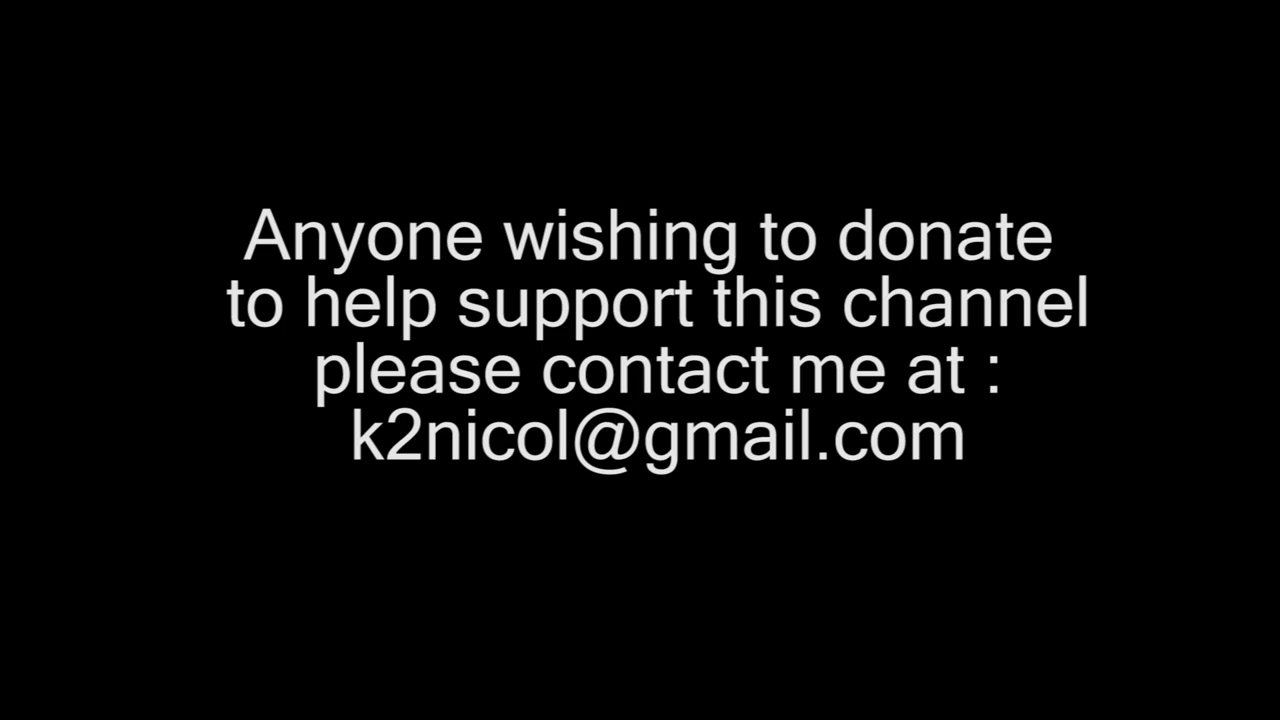 Anyone wishing to donate
to help support this channel
please contact me at :
k2nicol@gmail.com